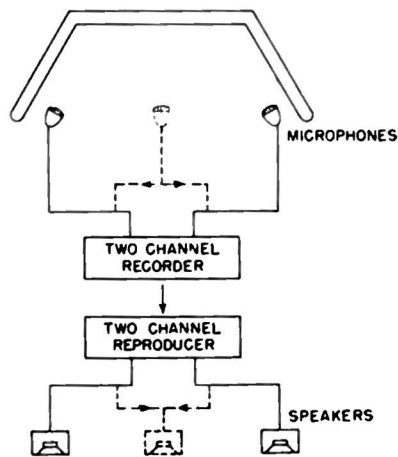 MICROPHONES
TWO CHANNEL
RECORDER
TWO CHANNEL
REPRODUCER
SPEAKERS